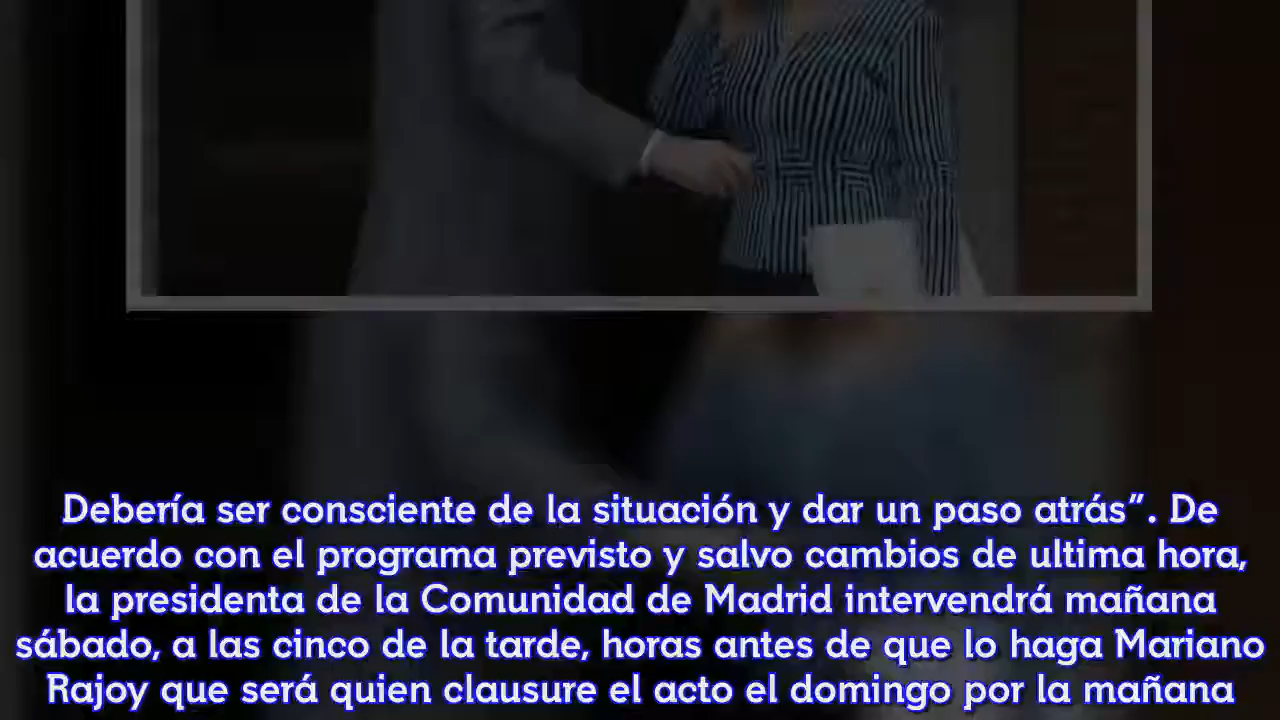 Debería ser consciente de la situación y dar un paso atrás”. De
acuerdo con el programa previsto y salvo cambios de ultima hora,
la presidenta de la Comunidad de Madrid intervendrá mañana
sábado, a las cinco de la tarde, horas antes de que lo haga Mariano
Rajoy que será quien clausure el acto el domingo por la mañana